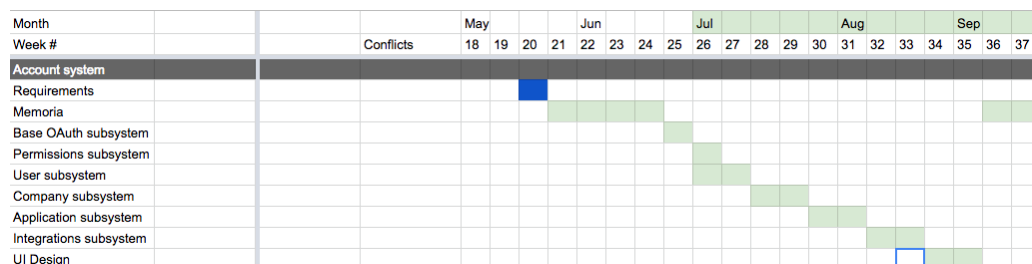 Month May Jun Jul Aug Sep
Week # Conflicts 18 19 20 21 22 23 24 25 26 27 28 29 30 31 32 33 34 35 36 37
Account system
Requirements
Memoria
Base OAuth subsystem
Permissions subsystem
User subsystem
Company subsystem
Application subsystem
Integrations subsystem
UI Design